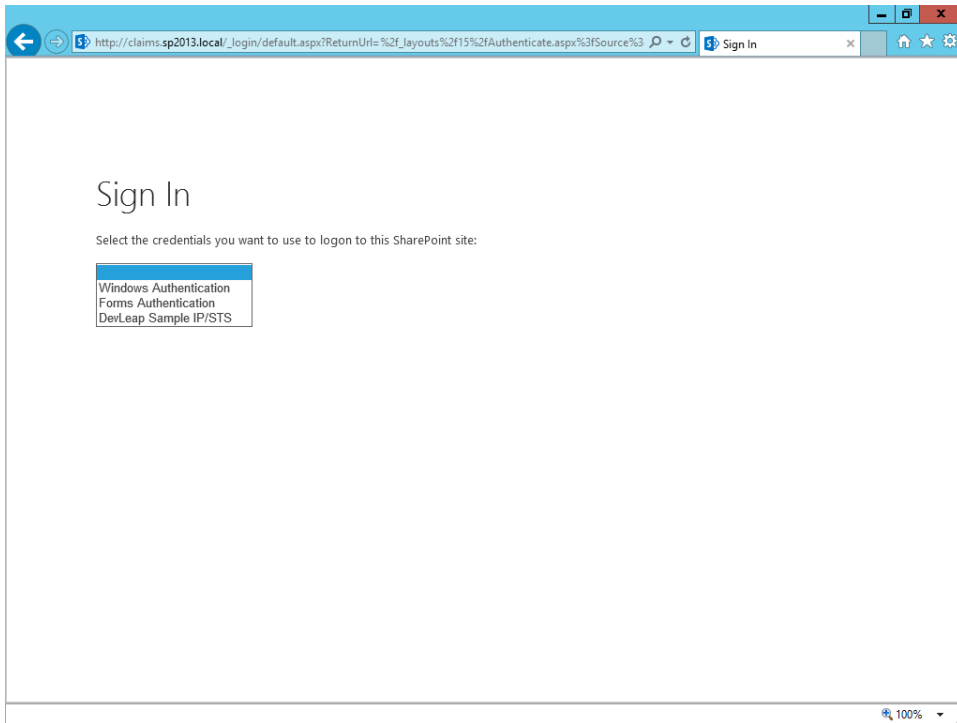 http://claims.sp2013.local/_login/default.aspx?ReturnUrl=%2f_layouts%2f15%2fAuthenticate.aspx%3fSource%3
Sign In
Sign In
Select the credentials you want to use to logon to this SharePoint site:
Windows Authentication
Forms Authentication
DevLeap Sample IP/STS
100%